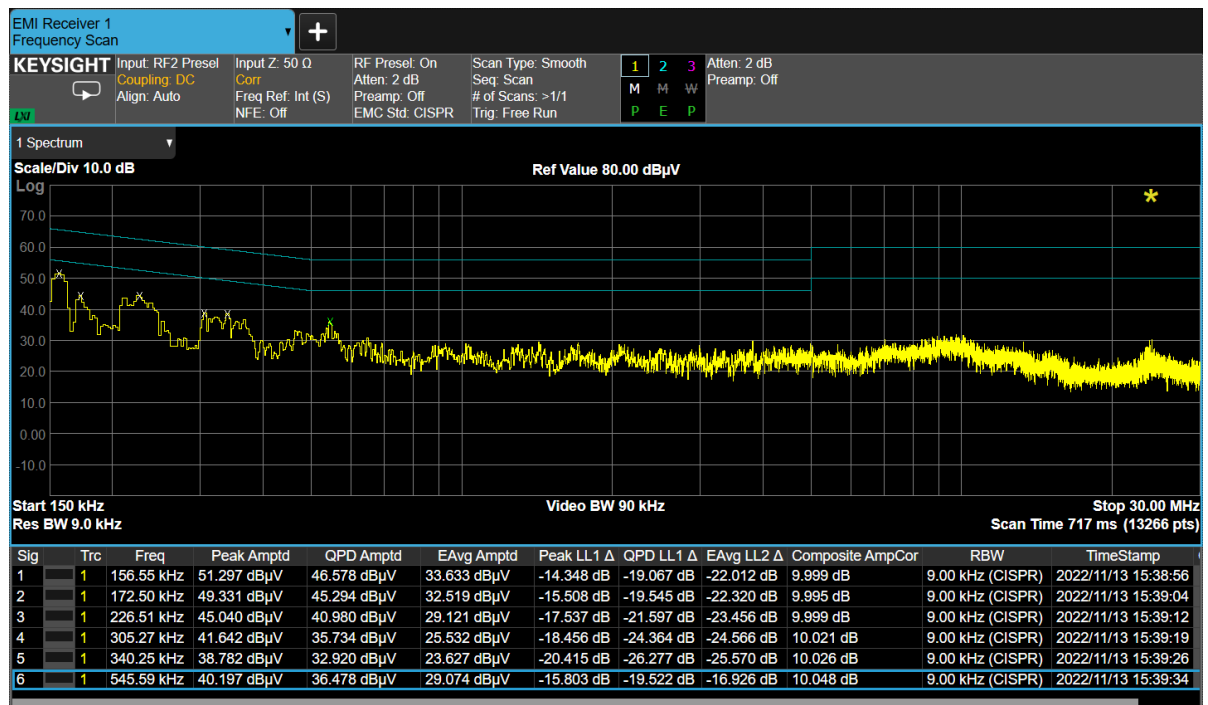 EMI Receiver 1
Frequency Scan
+
KEYSIGHT
LXI
Input: RF2 Presel
Coupling: DC
Align: Auto
Input Z: 50 Ω
Corr
Freq Ref: Int (S)
NFE: Off
RF Presel: On
Atten: 2 dB
Preamp: Off
EMC Std: CISPR
Scan Type: Smooth
Seq: Scan
# of Scans: >1/1
Trig: Free Run
1 2 3
M M W
P E P
Atten: 2 dB
Preamp: Off
1 Spectrum
Scale/Div 10.0 dB
Ref Value 80.00 dBµV
Log
70.0
60.0
50.0
40.0
30.0
20.0
10.0
0.00
-10.0
*
Start 150 kHz
Video BW 90 kHz
Stop 30.00 MHz
Res BW 9.0 kHz
Scan Time 717 ms (13266 pts)
Sig Trc Freq Peak Amptd QPD Amptd EAvg Amptd Peak LL1 Δ QPD LL1 Δ EAvg LL2 Δ Composite AmpCor RBW TimeStamp
1 1 156.55 kHz 51.297 dBµV 46.578 dBµV 33.633 dBµV -14.348 dB -19.067 dB -22.012 dB 9.999 dB 9.00 kHz (CISPR) 2022/11/13 15:38:56
2 1 172.50 kHz 49.331 dBµV 45.294 dBµV 32.519 dBµV -15.508 dB -19.545 dB -22.320 dB 9.995 dB 9.00 kHz (CISPR) 2022/11/13 15:39:04
3 1 226.51 kHz 45.040 dBµV 40.980 dBµV 29.121 dBµV -17.537 dB -21.597 dB -23.456 dB 9.999 dB 9.00 kHz (CISPR) 2022/11/13 15:39:12
4 1 305.27 kHz 41.642 dBµV 35.734 dBµV 25.532 dBµV -18.456 dB -24.364 dB -24.566 dB 10.021 dB 9.00 kHz (CISPR) 2022/11/13 15:39:19
5 1 340.25 kHz 38.782 dBµV 32.920 dBµV 23.627 dBµV -20.415 dB -26.277 dB -25.570 dB 10.026 dB 9.00 kHz (CISPR) 2022/11/13 15:39:26
6 1 545.59 kHz 40.197 dBµV 36.478 dBµV 29.074 dBµV -15.803 dB -19.522 dB -16.926 dB 10.048 dB 9.00 kHz (CISPR) 2022/11/13 15:39:34